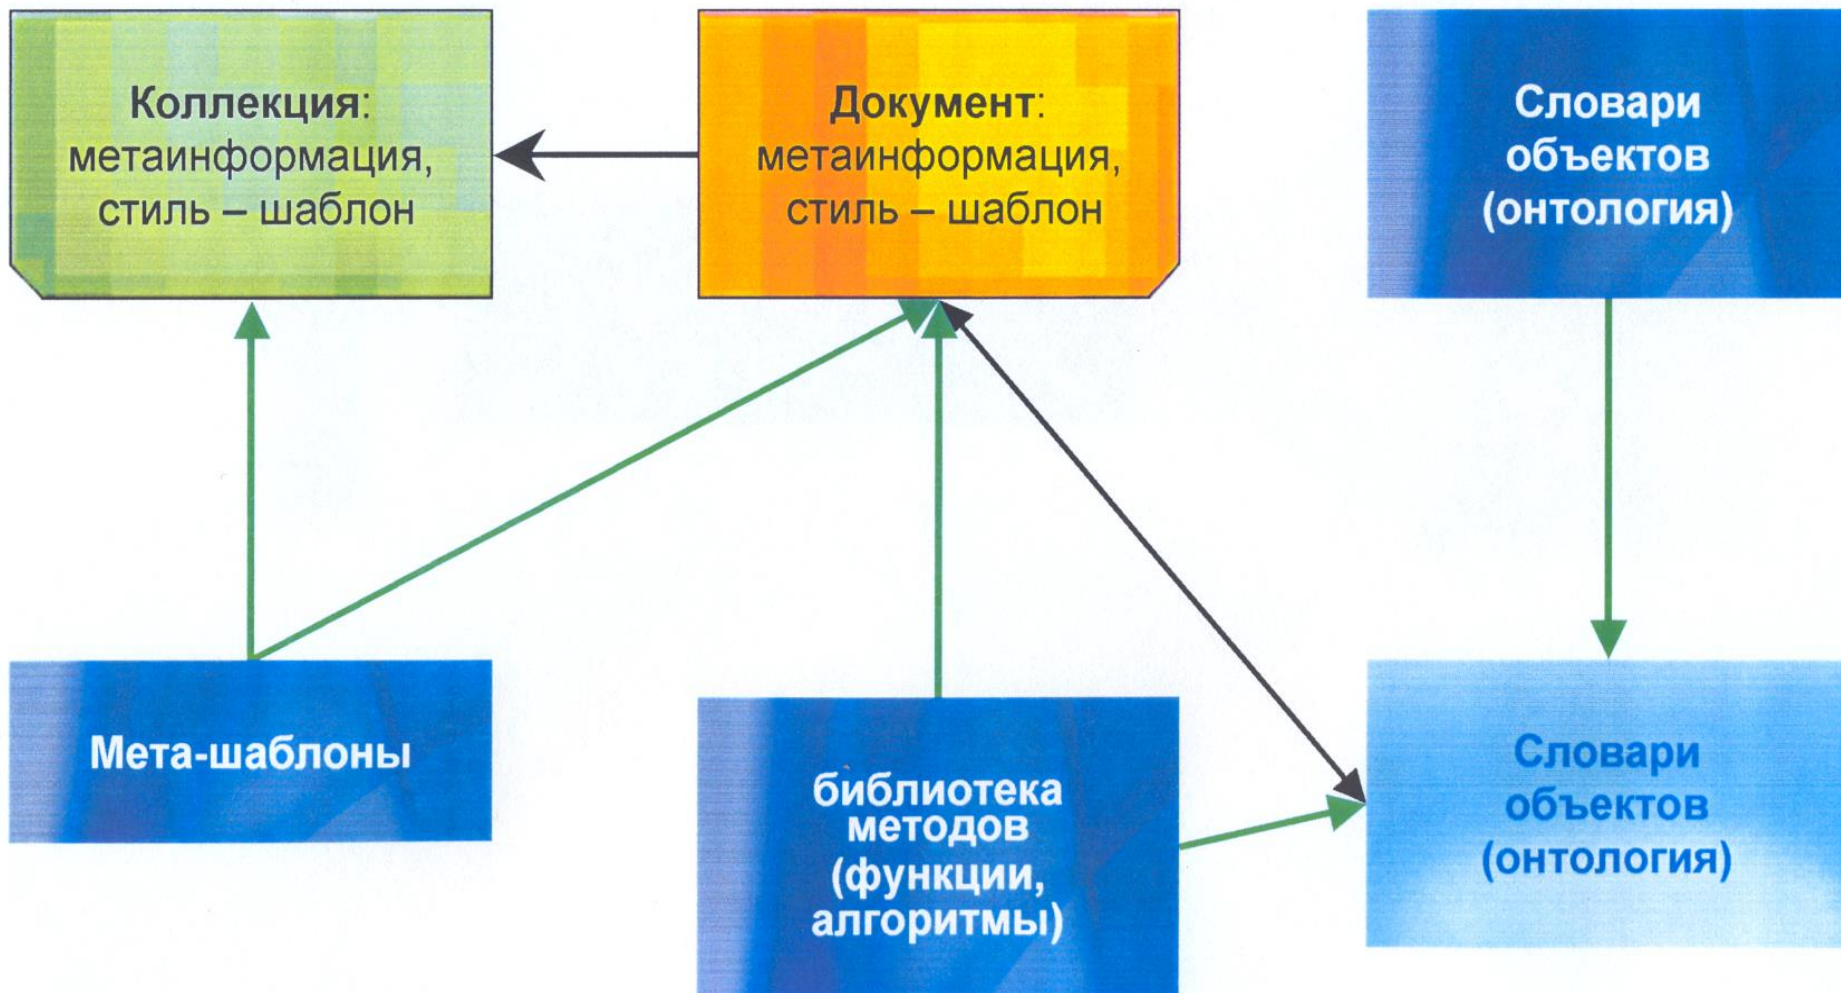 Коллекция:
метаинформация,
стиль – шаблон
Документ:
метаинформация,
стиль – шаблон
Словари
объектов
(онтология)
Мета-шаблоны
библиотека
методов
(функции,
алгоритмы)
Словари
объектов
(онтология)